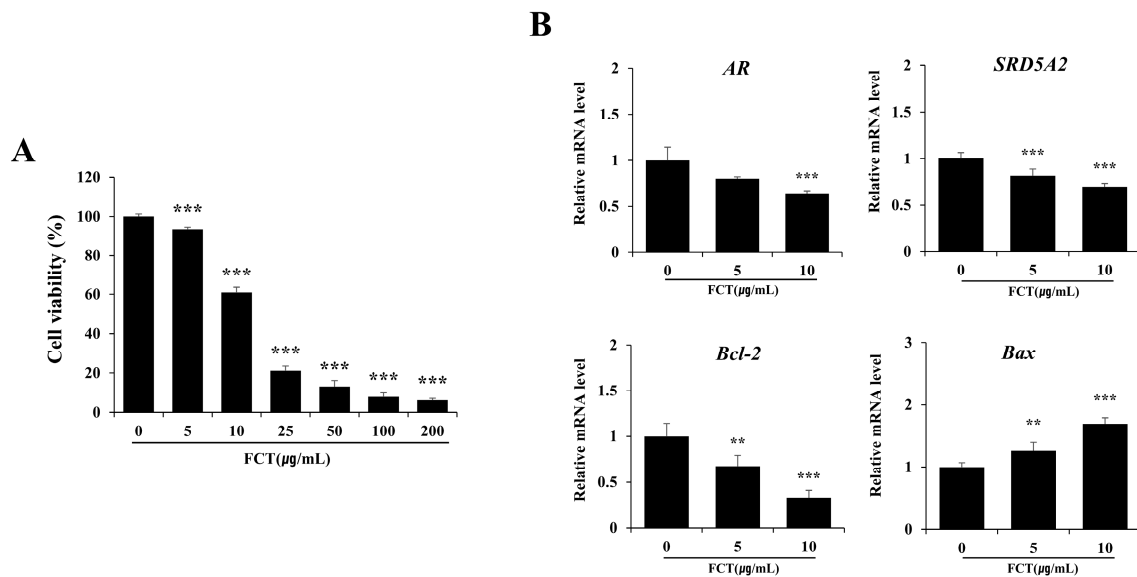 A
120
100
80
60
40
20
0
Cell viability (%)
***
***
***
***
***
***
0 5 10 25 50 100 200
FCT(μg/mL)
B
AR
2
1.5
1
0.5
0
Relative mRNA level
***
0 5 10
FCT(μg/mL)
SRD5A2
2
1.5
1
0.5
0
Relative mRNA level
***
***
0 5 10
FCT(μg/mL)
Bcl-2
2
1.5
1
0.5
0
Relative mRNA level
**
***
0 5 10
FCT(μg/mL)
Bax
3
2
1
0
Relative mRNA level
**
***
0 5 10
FCT(μg/mL)